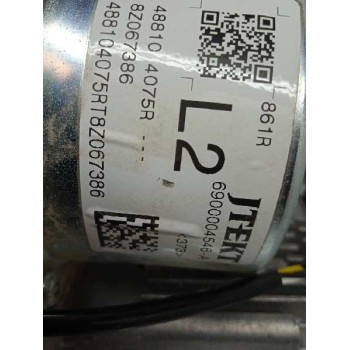 861R
48810 4075R ----
8Z067386
488104075RT8Z067386
L2
JTEKT
6900004546-A